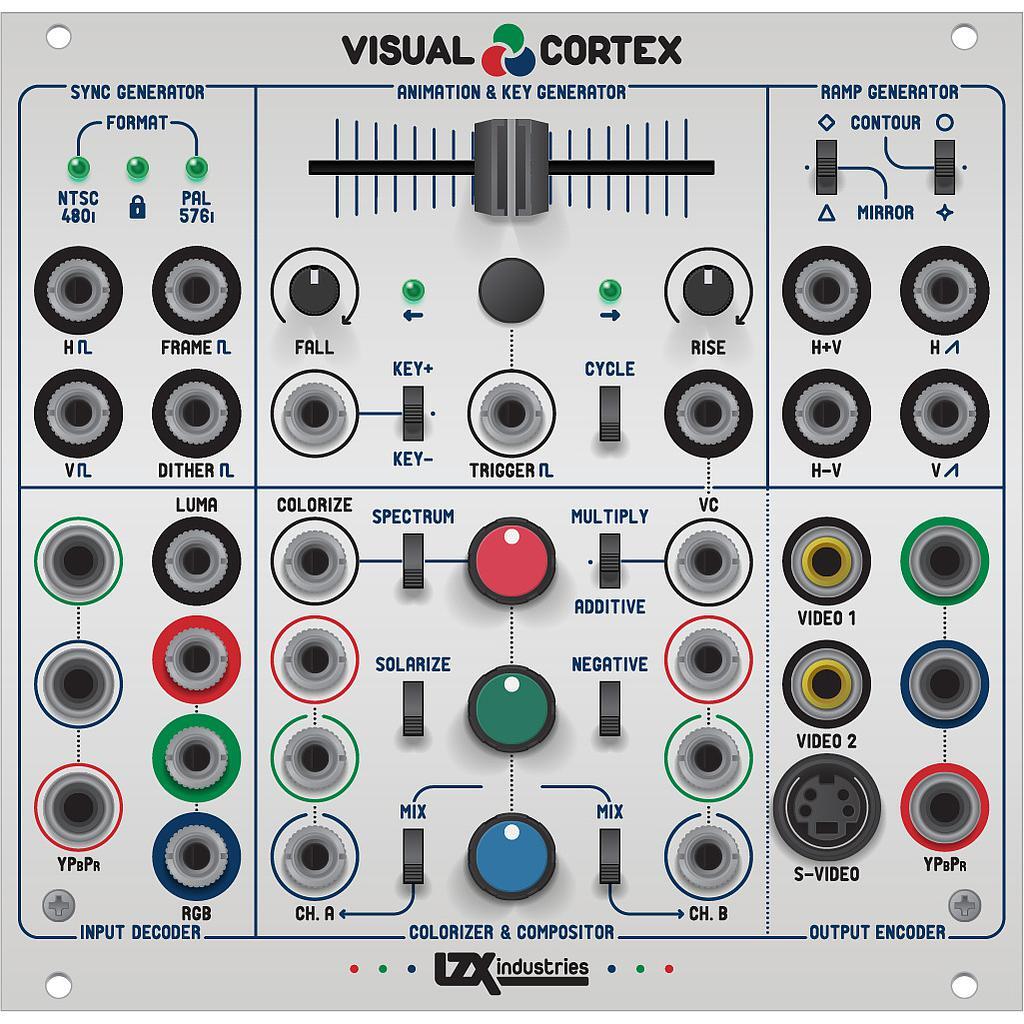 VISUAL CORTEX
SYNC GENERATOR
ANIMATION & KEY GENERATOR
RAMP GENERATOR
FORMAT
CONTOUR
NTSC
480i
PAL
576i
MIRROR
H
FRAME
FALL
RISE
H+V
H
KEY+
CYCLE
KEY-
V
DITHER
TRIGGER
H-V
V
LUMA
COLORIZE
VC
SPECTRUM
MULTIPLY
ADDITIVE
VIDEO 1
SOLARIZE
NEGATIVE
VIDEO 2
MIX
MIX
YPBPR
S-VIDEO
YPBPR
RGB
CH. A
CH. B
INPUT DECODER
COLORIZER & COMPOSITOR
OUTPUT ENCODER
LZX industries